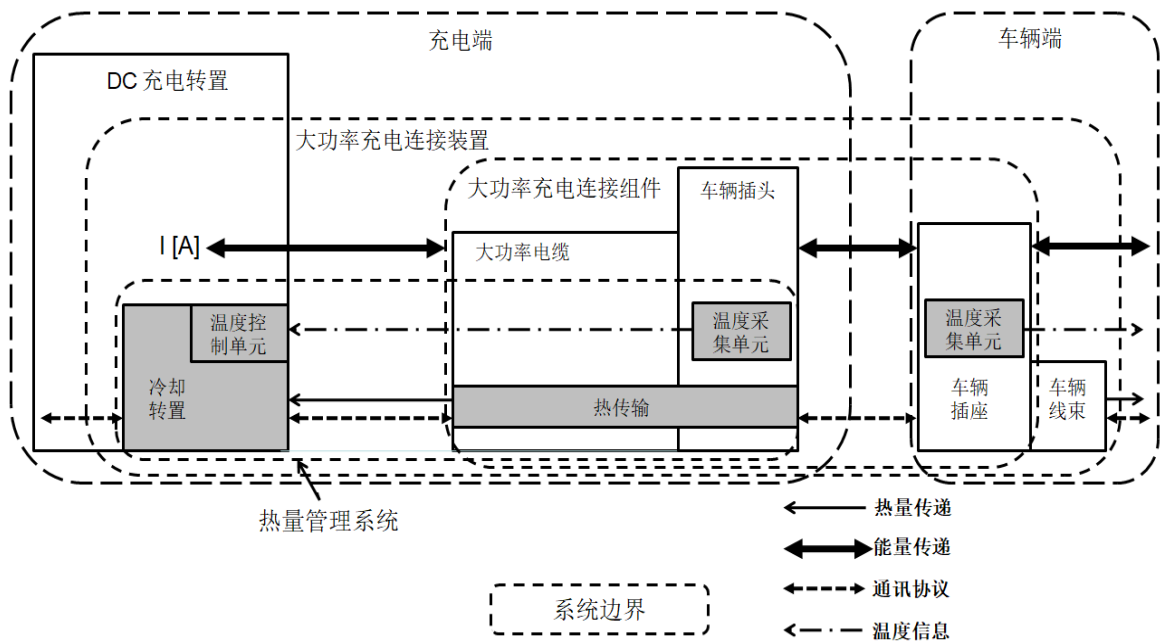 充电端
车辆端
DC 充电转置
大功率充电连接装置
大功率充电连接组件
车辆插头
I [A]
大功率电缆
温度控
制单元
温度采
集单元
温度采
集单元
冷却
转置
热传输
车辆
插座
车辆
线束
热量管理系统
热量传递
能量传递
通讯协议
温度信息
系统边界